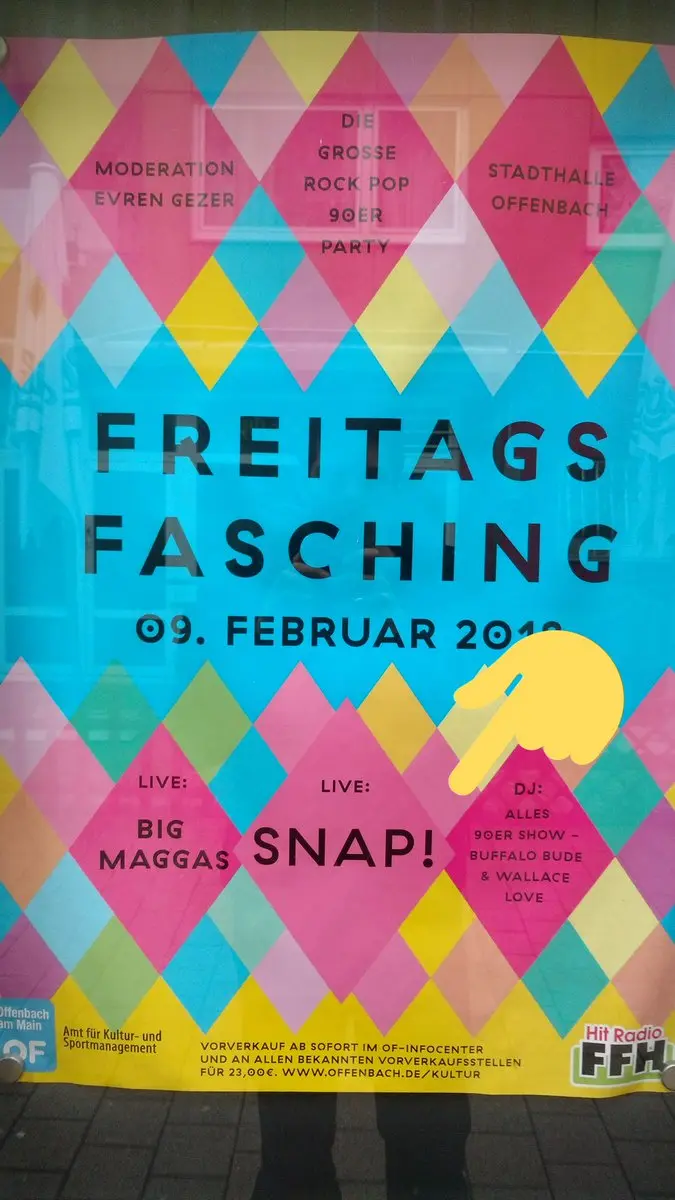 MODERATION
EVREN GEZER
DIE
GROSSE
ROCK POP
90ER
PARTY
STADTHALLE
OFFENBACH
FREITAGS
FASCHING
09. FEBRUAR 2018
LIVE:
BIG
MAGGAS
LIVE:
SNAP!
DJ:
ALLES
90ER SHOW –
BUFFALO BUDE
& WALLACE
LOVE
Offenbach
am Main
OF
Amt für Kultur- und
Sportmanagement
VORVERKAUF AB SOFORT IM OF-INFOCENTER
UND AN ALLEN BEKANNTEN VORVERKAUFSSTELLEN
FÜR 23,00€. WWW.OFFENBACH.DE/KULTUR
Hit Radio
FFH